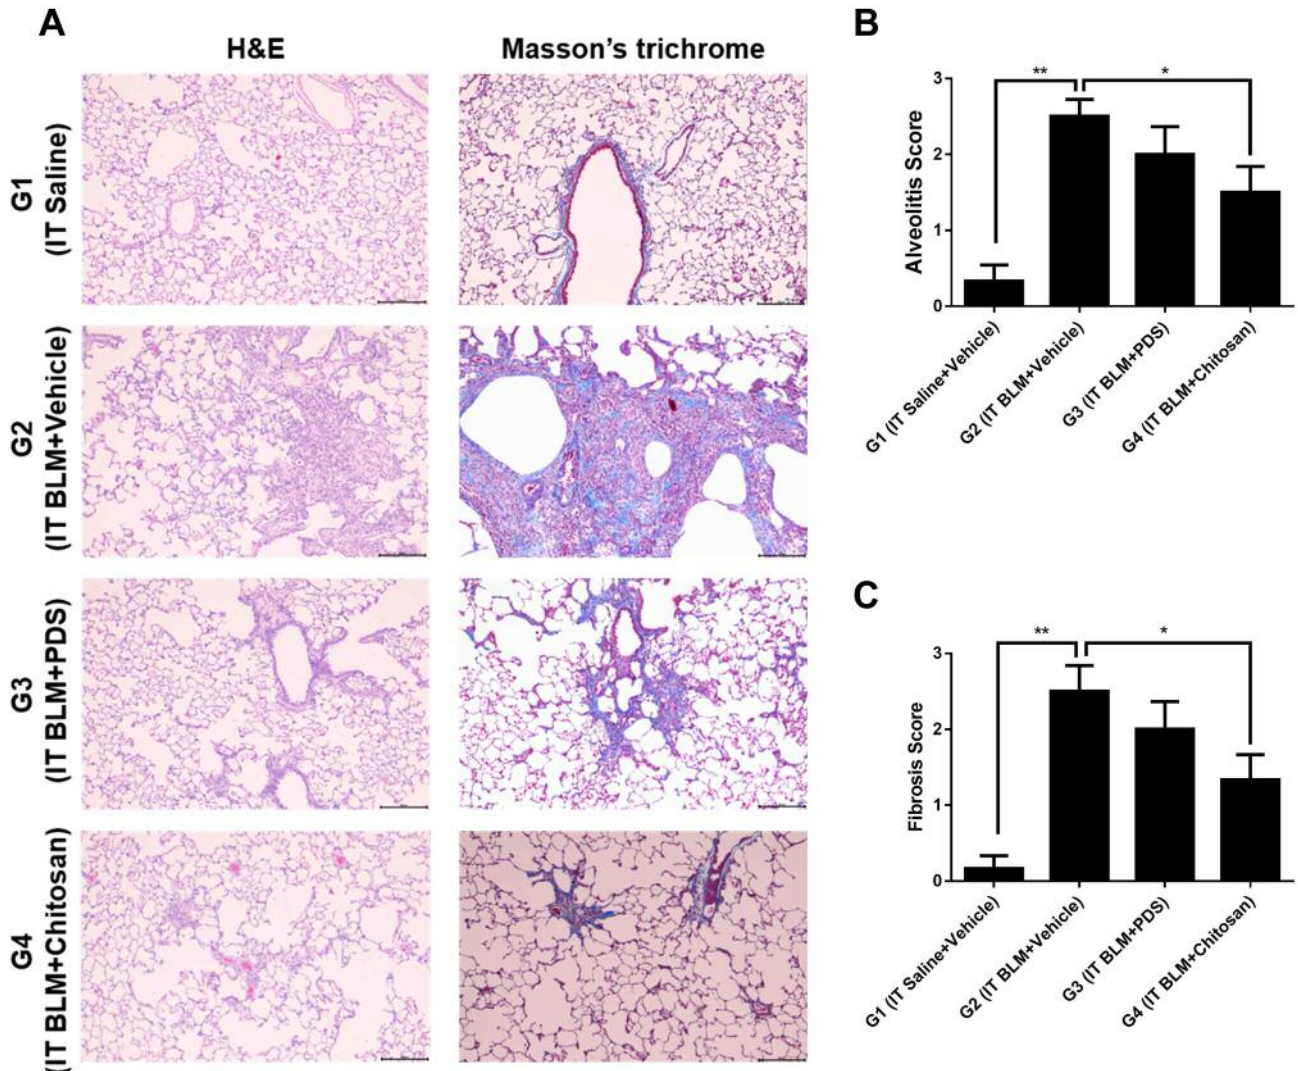 A
H&E
Masson's trichrome
G1
(IT Saline)
G2
(IT BLM+Vehicle)
G3
(IT BLM+PDS)
G4
(IT BLM+Chitosan)
B
**
*
3
2
1
0
Alveolitis Score
G1 (IT Saline+Vehicle)
G2 (IT BLM+Vehicle)
G3 (IT BLM+PDS)
G4 (IT BLM+Chitosan)
C
**
*
3
2
1
0
Fibrosis Score
G1 (IT Saline+Vehicle)
G2 (IT BLM+Vehicle)
G3 (IT BLM+PDS)
G4 (IT BLM+Chitosan)